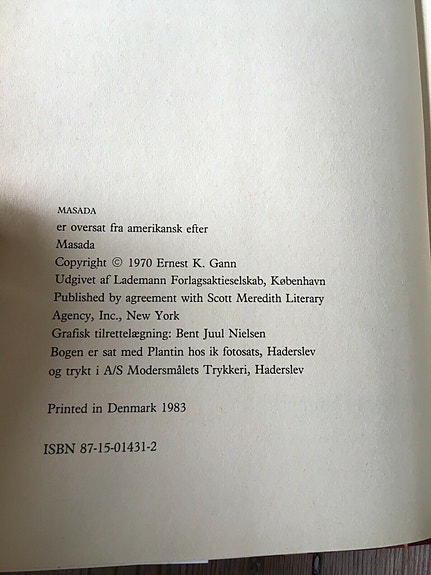 MASADA
er oversat fra amerikansk efter
Masada
Copyright © 1970 Ernest K. Gann
Udgivet af Lademann Forlagsaktieselskab, København
Published by agreement with Scott Meredith Literary
Agency, Inc., New York
Grafisk tilrettelægning: Bent Juul Nielsen
Bogen er sat med Plantin hos ik fotosats, Haderslev
og trykt i A/S Modersmålets Trykkeri, Haderslev
Printed in Denmark 1983
ISBN 87-15-01431-2